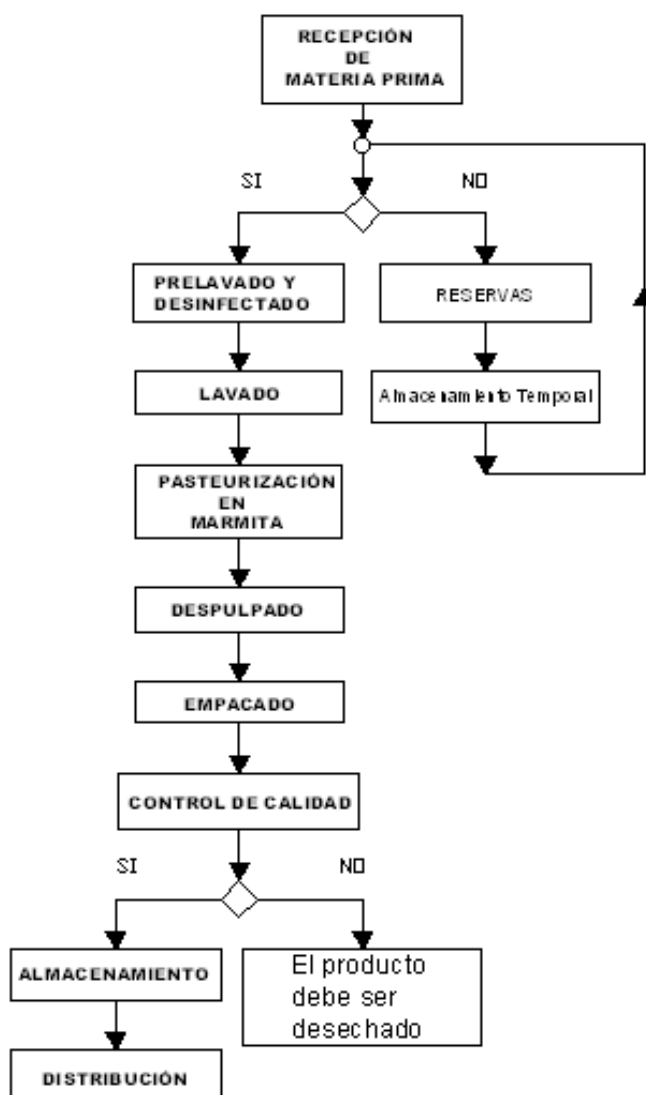 RECEPCIÓN
DE
MATERIA PRIMA
SI
NO
PRELAVADO Y
DESINFECTADO
RESERVAS
LAVADO
Almacenamiento Temporal
PASTEURIZACIÓN
EN
MARMITA
DESPULPADO
EMPACADO
CONTROL DE CALIDAD
SI
NO
ALMACENAMIENTO
El producto
debe ser
desechado
DISTRIBUCIÓN